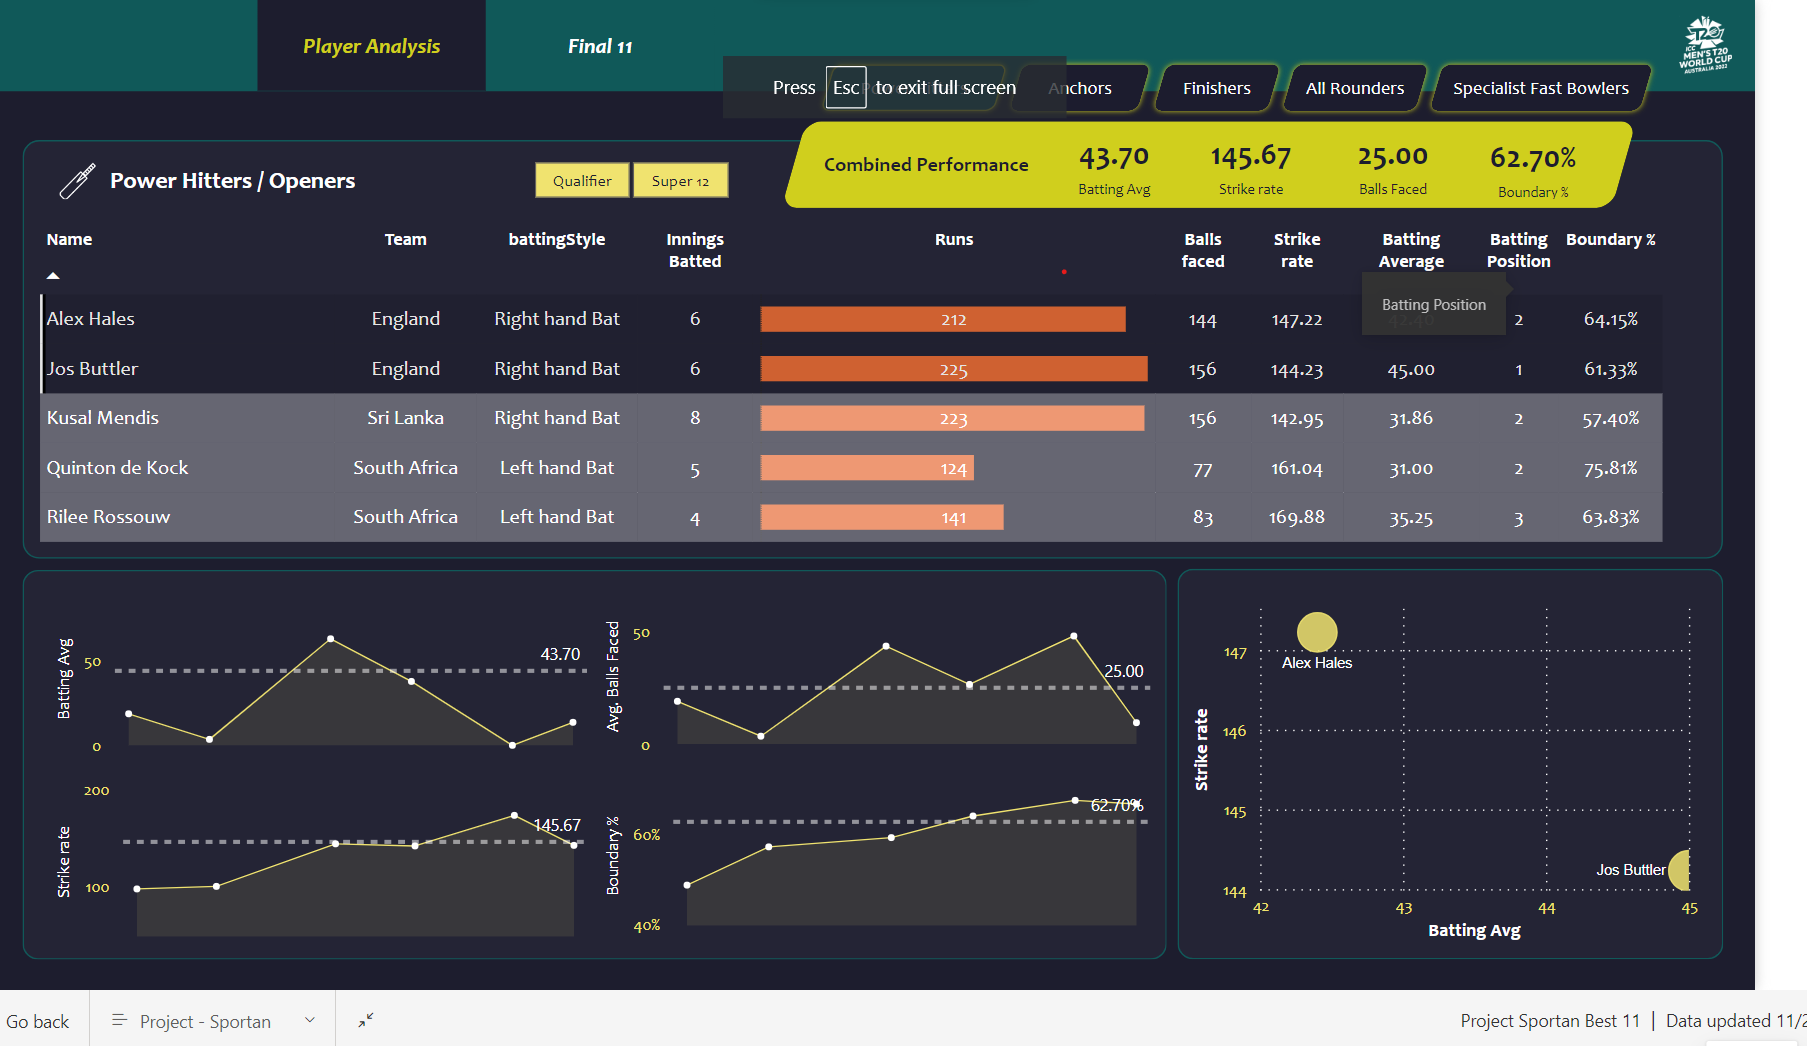 Player Analysis
Final 11
T20
ICC
MEN'S T20
WORLD CUP
AUSTRALIA 2022
Press Esc to exit full screen
Anchors
Finishers
All Rounders
Specialist Fast Bowlers
Power Hitters / Openers
Qualifier
Super 12
Combined Performance
43.70
Batting Avg
145.67
Strike rate
25.00
Balls Faced
62.70%
Boundary %
Name Team battingStyle Innings Batted Runs Balls faced Strike rate Batting Average Batting Position Boundary %
Batting Position
Alex Hales England Right hand Bat 6 212 144 147.22 42.40 2 64.15%
Jos Buttler England Right hand Bat 6 225 156 144.23 45.00 1 61.33%
Kusal Mendis Sri Lanka Right hand Bat 8 223 156 142.95 31.86 2 57.40%
Quinton de Kock South Africa Left hand Bat 5 124 77 161.04 31.00 2 75.81%
Rilee Rossouw South Africa Left hand Bat 4 141 83 169.88 35.25 3 63.83%
Batting Avg
50
0
43.70
Avg. Balls Faced
50
0
25.00
Strike rate
200
100
145.67
Boundary %
60%
40%
62.70%
Strike rate
147
146
145
144
Alex Hales
Jos Buttler
42 43 44 45
Batting Avg
Go back
Project - Sportan
Project Sportan Best 11 | Data updated 11/2